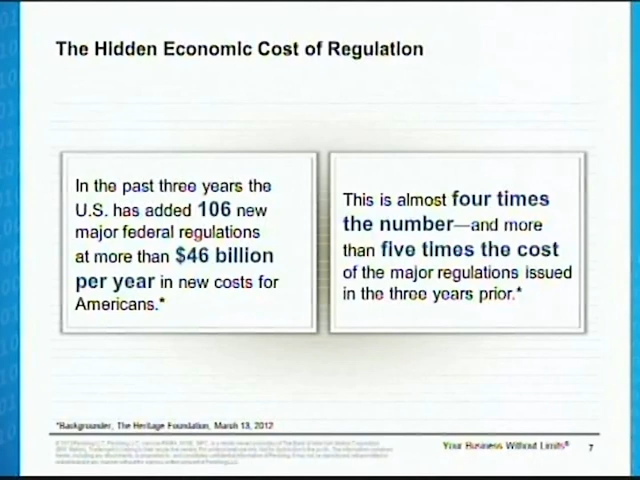 The Hidden Economic Cost of Regulation
In the past three years the
U.S. has added 106 new
major federal regulations
at more than $46 billion
per year in new costs for
Americans.*
This is almost four times
the number—and more
than five times the cost
of the major regulations issued
in the three years prior.*
*Backgrounder, The Heritage Foundation, March 13, 2012
Your Business Without Limits®
7